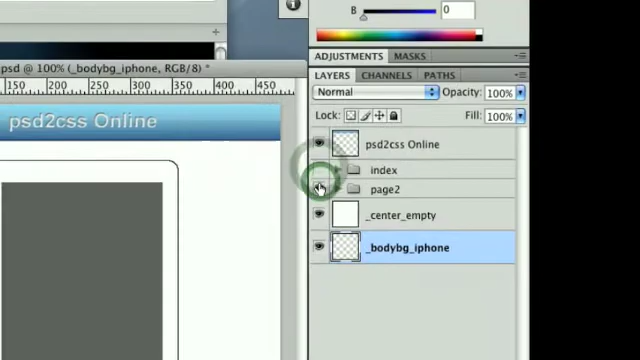 B
0
ADJUSTMENTS MASKS
psd @ 100% (_bodybg_iphone, RGB/8) *
LAYERS CHANNELS PATHS
150 200 250 300 350 400 450
Normal Opacity: 100%
Lock: Fill: 100%
psd2css Online
psd2css Online
index
page2
_center_empty
_bodybg_iphone